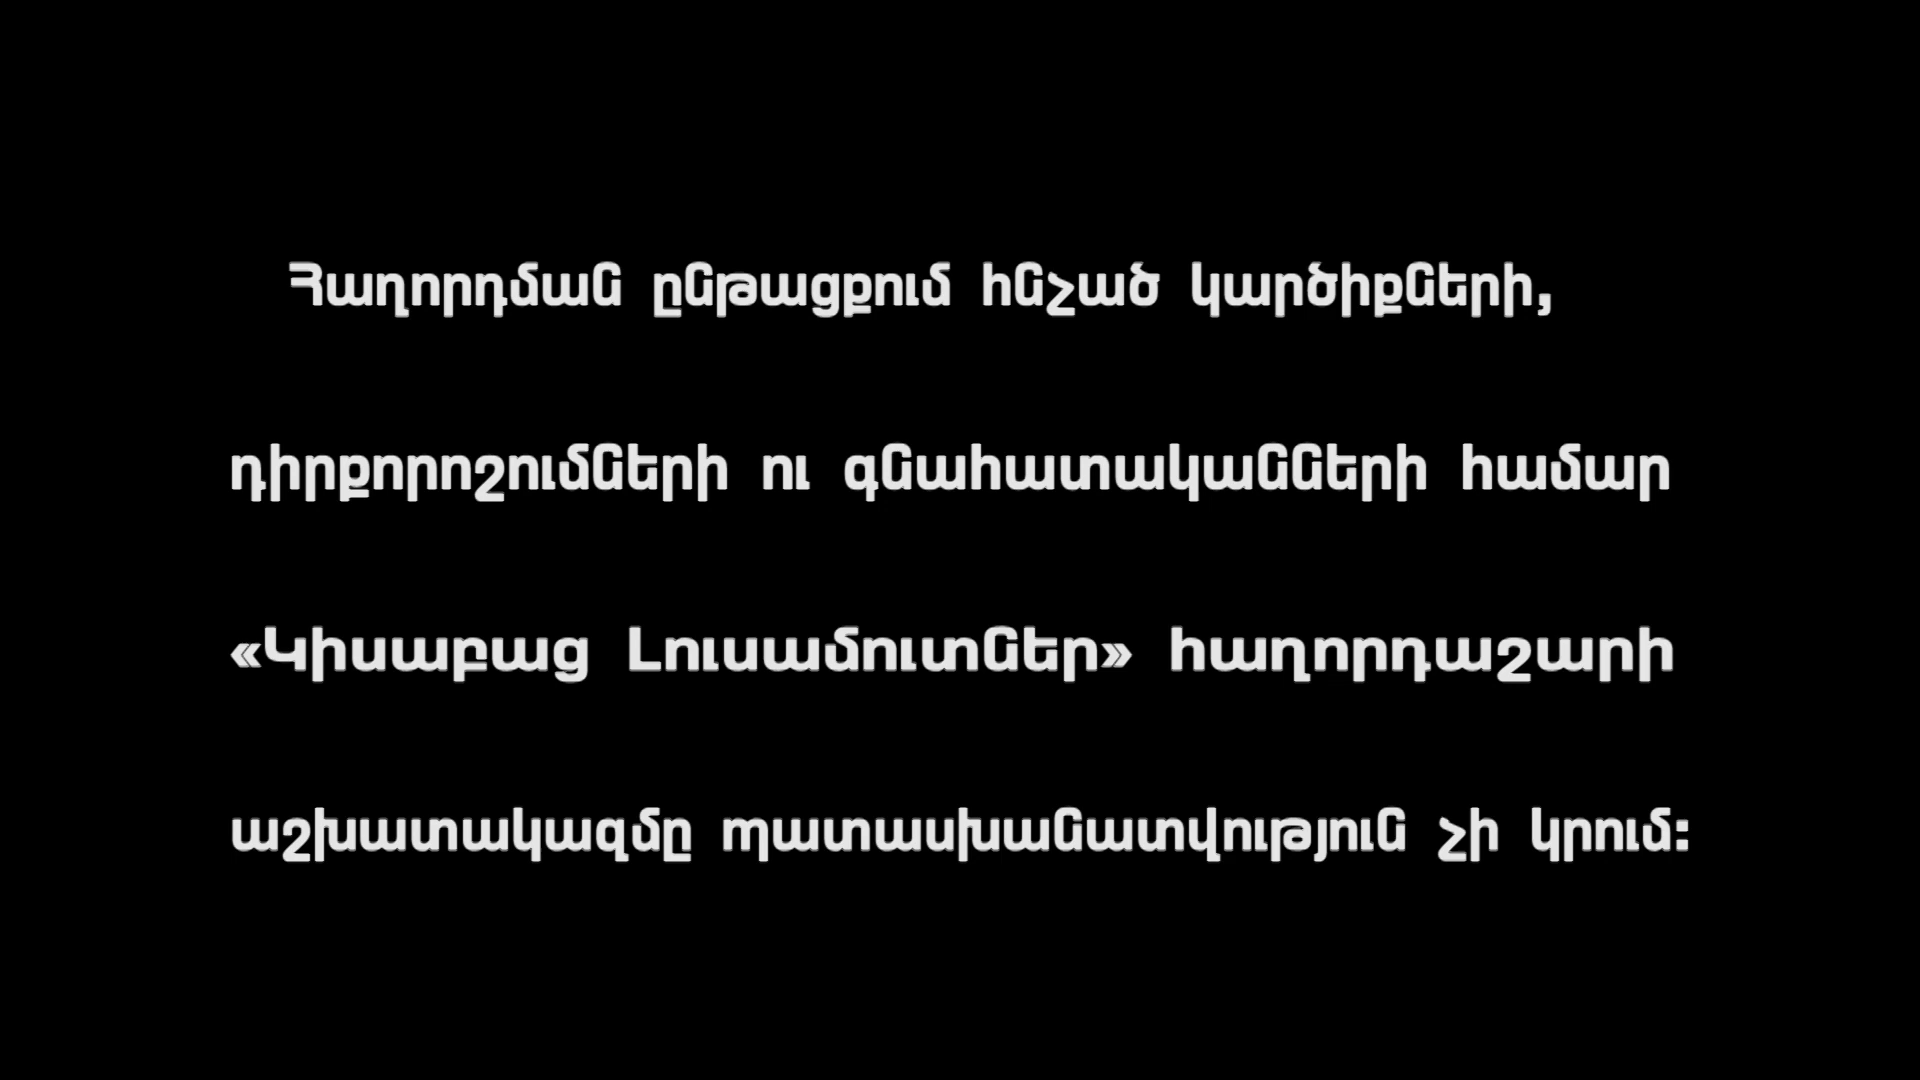 Հաղորդման ընթացքում հնչած կարծիքների,
դիրքորոշումների ու գնահատականների համար
«Կիսաբաց Լուսամուտներ» հաղորդաշարի
աշխատակազմը պատասխանատվություն չի կրում: